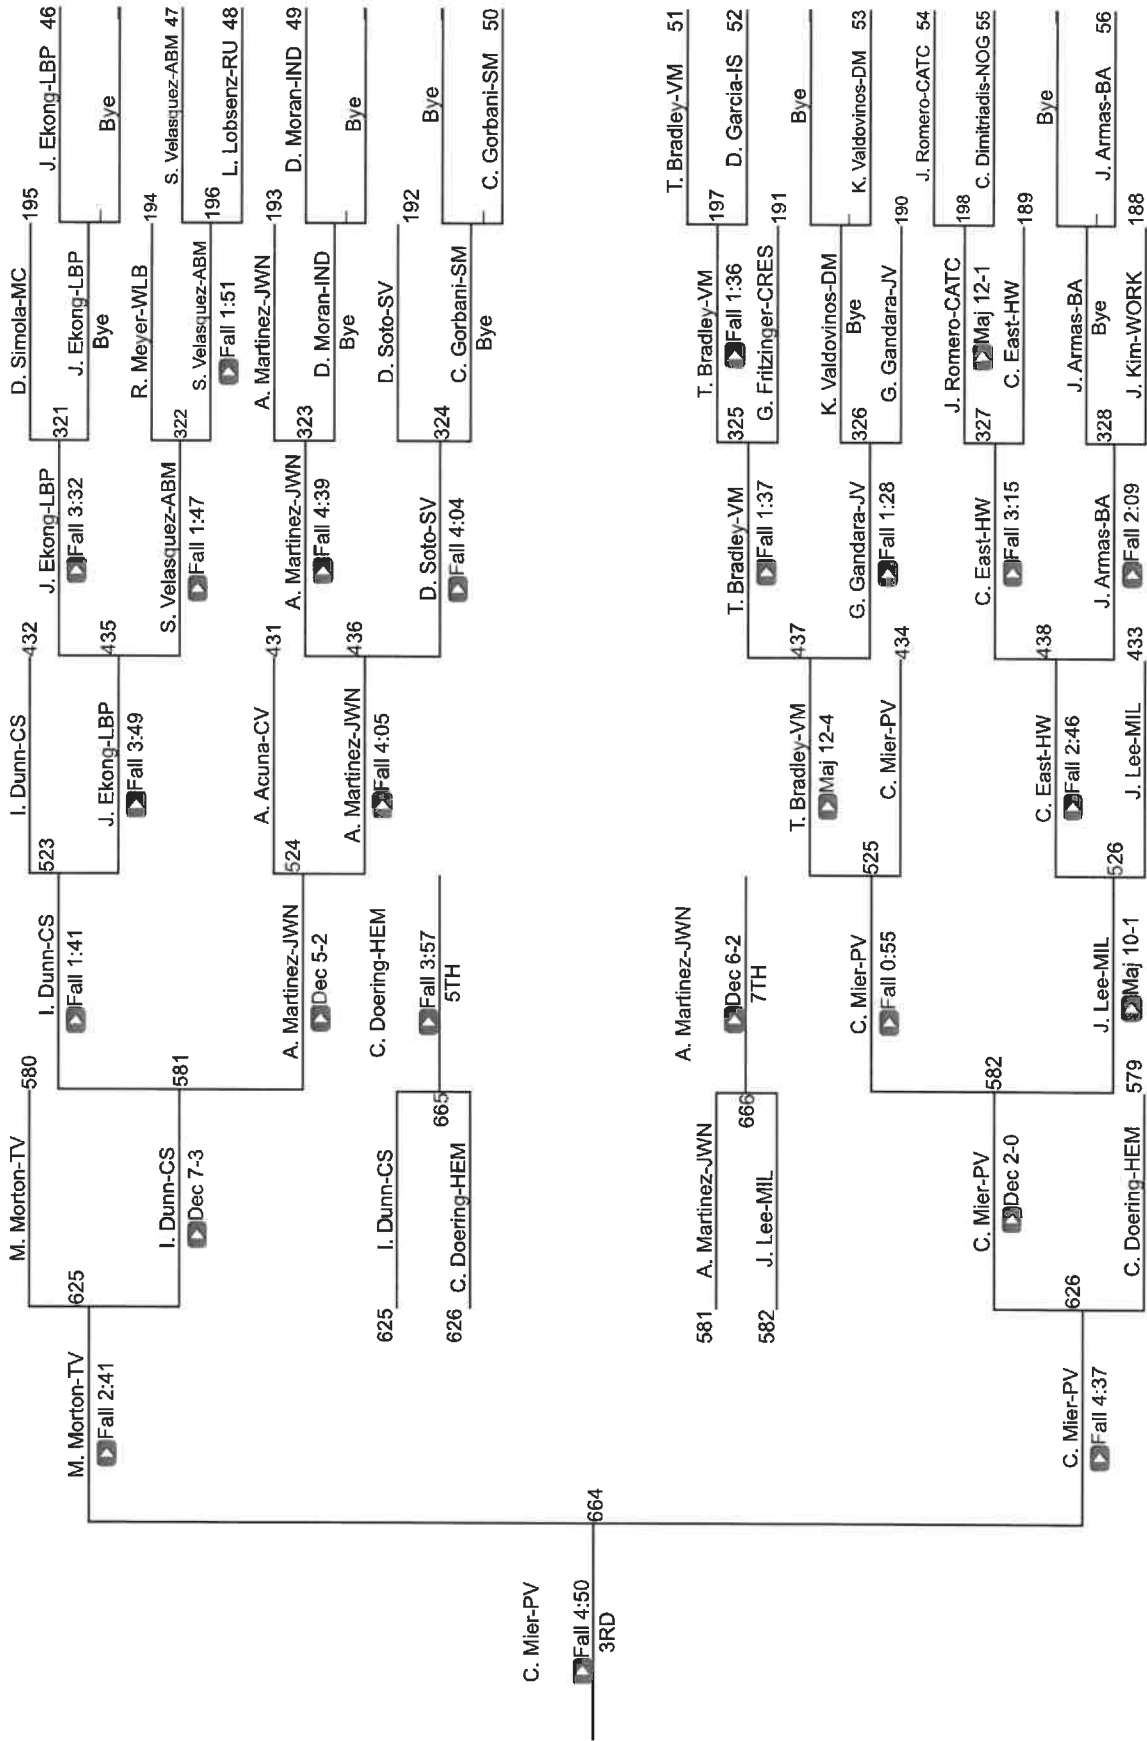 C. Mier-PV
Fall 4:50
3RD
664
M. Morton-TV
Fall 2:41
C. Mier-PV
Fall 4:37
625
626
M. Morton-TV 580
I. Dunn-CS
Dec 7-3
625 I. Dunn-CS
626 C. Doering-HEM
665
581 A. Martinez-JWN
582 J. Lee-MIL
666
C. Mier-PV
Dec 2-0
C. Doering-HEM 579
581
582
I. Dunn-CS
Fall 1:41
A. Martinez-JWN
Dec 5-2
C. Doering-HEM
Fall 3:57
5TH
A. Martinez-JWN
Dec 6-2
7TH
C. Mier-PV
Fall 0:55
J. Lee-MIL
Maj 10-1
523
524
525
526
I. Dunn-CS 432
J. Ekong-LBP
Fall 3:49
A. Acuna-CV 431
A. Martinez-JWN
Fall 4:05
T. Bradley-VM
Maj 12-4
C. Mier-PV 434
C. East-HW
Fall 2:46
J. Lee-MIL 433
435
436
437
438
J. Ekong-LBP
Fall 3:32
S. Velasquez-ABM
Fall 1:47
A. Martinez-JWN
Fall 4:39
D. Soto-SV
Fall 4:04
T. Bradley-VM
Fall 1:37
G. Gandara-JV
Fall 1:28
C. East-HW
Fall 3:15
J. Armas-BA
Fall 2:09
321
322
323
324
325
326
327
328
D. Simola-MC 195
J. Ekong-LBP
Bye
R. Meyer-WLB 194
S. Velasquez-ABM
Fall 1:51
A. Martinez-JWN 193
D. Moran-IND
Bye
D. Soto-SV 192
C. Gorbani-SM
Bye
T. Bradley-VM
Fall 1:36
G. Fritzinger-CRES 191
K. Valdovinos-DM
Bye
G. Gandara-JV 190
J. Romero-CATC
Maj 12-1
C. East-HW 189
J. Armas-BA
Bye
J. Kim-WORK 188
196
197
198
J. Ekong-LBP 46
Bye
S. Velasquez-ABM 47
L. Lobsenz-RU 48
D. Moran-IND 49
Bye
Bye
C. Gorbani-SM 50
T. Bradley-VM 51
D. Garcia-IS 52
Bye
K. Valdovinos-DM 53
J. Romero-CATC 54
C. Dimitriadis-NOG 55
Bye
J. Armas-BA 56